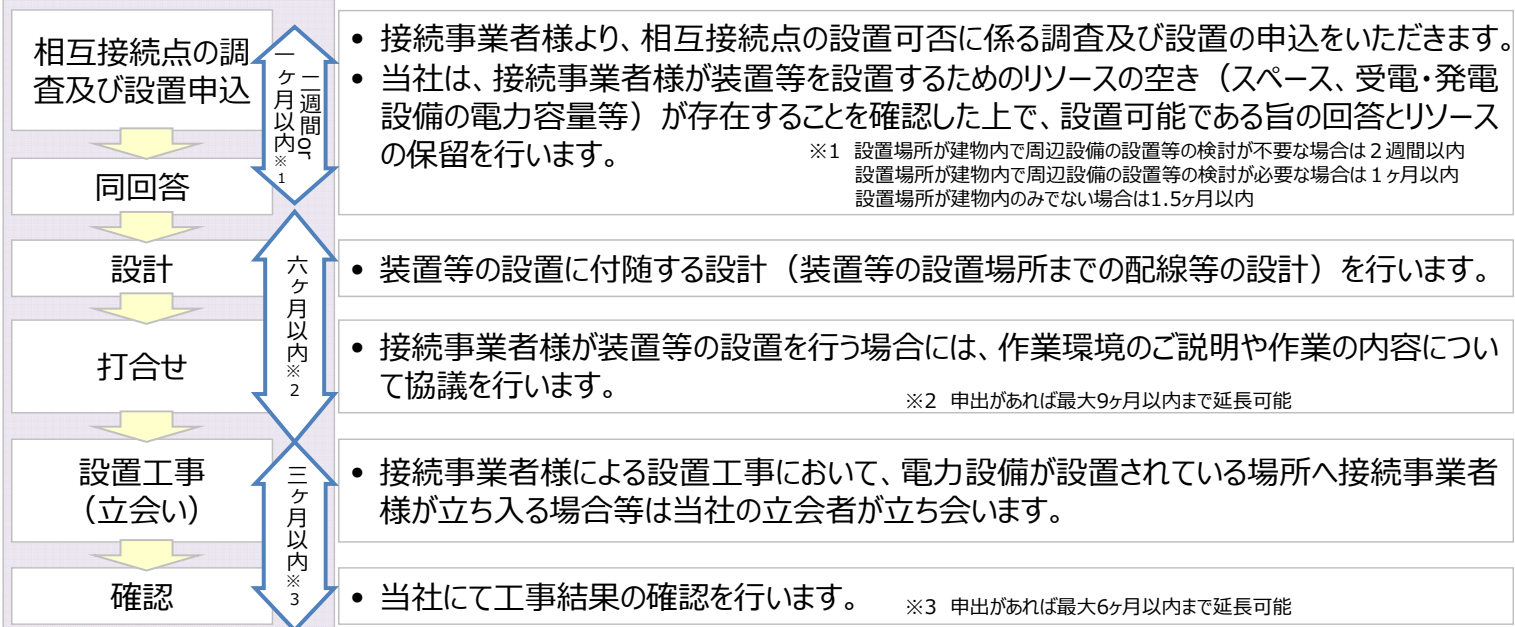 相互接続点の調
査及び設置申込
二週間or
一ヶ月以内※1
• 接続事業者様より、相互接続点の設置可否に係る調査及び設置の申込をいただきます。
• 当社は、接続事業者様が装置等を設置するためのリソースの空き（スペース、受電・発電
設備の電力容量等）が存在することを確認した上で、設置可能である旨の回答とリソース
の保留を行います。
※1 設置場所が建物内で周辺設備の設置等の検討が不要な場合は２週間以内
設置場所が建物内で周辺設備の設置等の検討が必要な場合は１ヶ月以内
設置場所が建物内のみでない場合は1.5ヶ月以内
同回答
設計
六ヶ月以内※2
• 装置等の設置に付随する設計（装置等の設置場所までの配線等の設計）を行います。
打合せ
• 接続事業者様が装置等の設置を行う場合には、作業環境のご説明や作業の内容につい
て協議を行います。
※2 申出があれば最大9ヶ月以内まで延長可能
設置工事
（立会い）
三ヶ月以内※3
• 接続事業者様による設置工事において、電力設備が設置されている場所へ接続事業者
様が立ち入る場合等は当社の立会者が立ち会います。
確認
• 当社にて工事結果の確認を行います。
※3 申出があれば最大6ヶ月以内まで延長可能